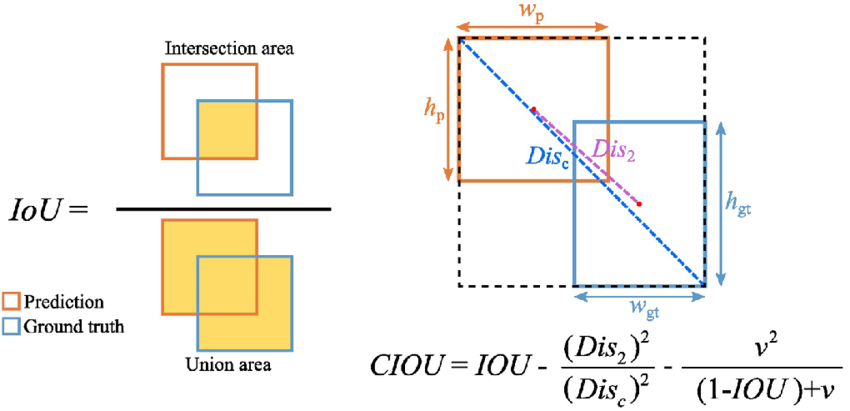 Intersection area
IoU =
Prediction
Ground truth
Union area
w_p
h_p
Dis_c
Dis_2
h_gt
w_gt
CIOU = IOU - (Dis_2)^2 / (Dis_c)^2 - v^2 / ((1-IOU)+v)